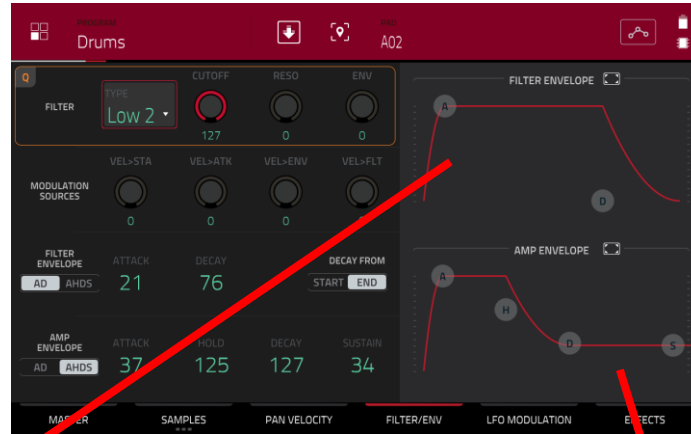 PROGRAM
Drums
PAD
A02
Q
FILTER
TYPE
Low 2
CUTOFF
127
RESO
0
ENV
0
MODULATION
SOURCES
VEL>STA
0
VEL>ATK
0
VEL>ENV
0
VEL>FLT
FILTER
ENVELOPE
AD AHDS
ATTACK
21
DECAY
76
DECAY FROM
START END
AMP
ENVELOPE
AD AHDS
ATTACK
37
HOLD
125
DECAY
127
SUSTAIN
34
FILTER ENVELOPE
A
D
AMP ENVELOPE
A
H
D
S
MASTER SAMPLES PAN VELOCITY FILTER/ENV LFO MODULATION EFFECTS